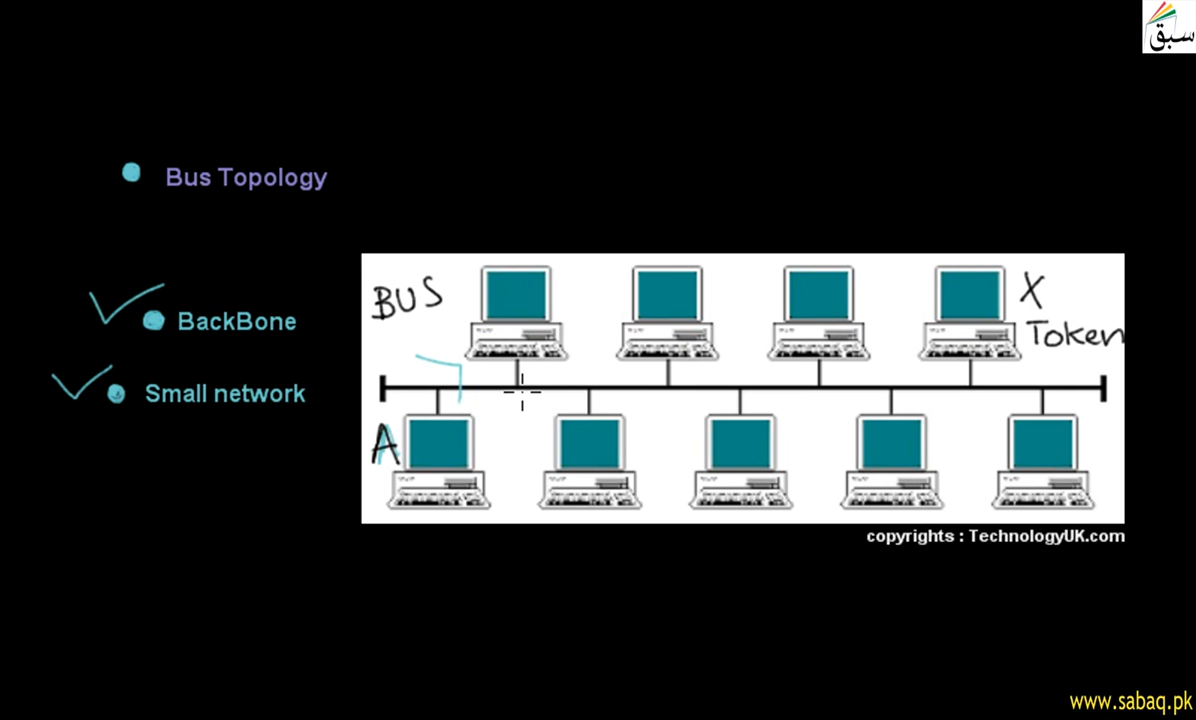 سبق
Bus Topology
BUS
X
Token
BackBone
Small network
A
copyrights : TechnologyUK.com
www.sabaq.pk